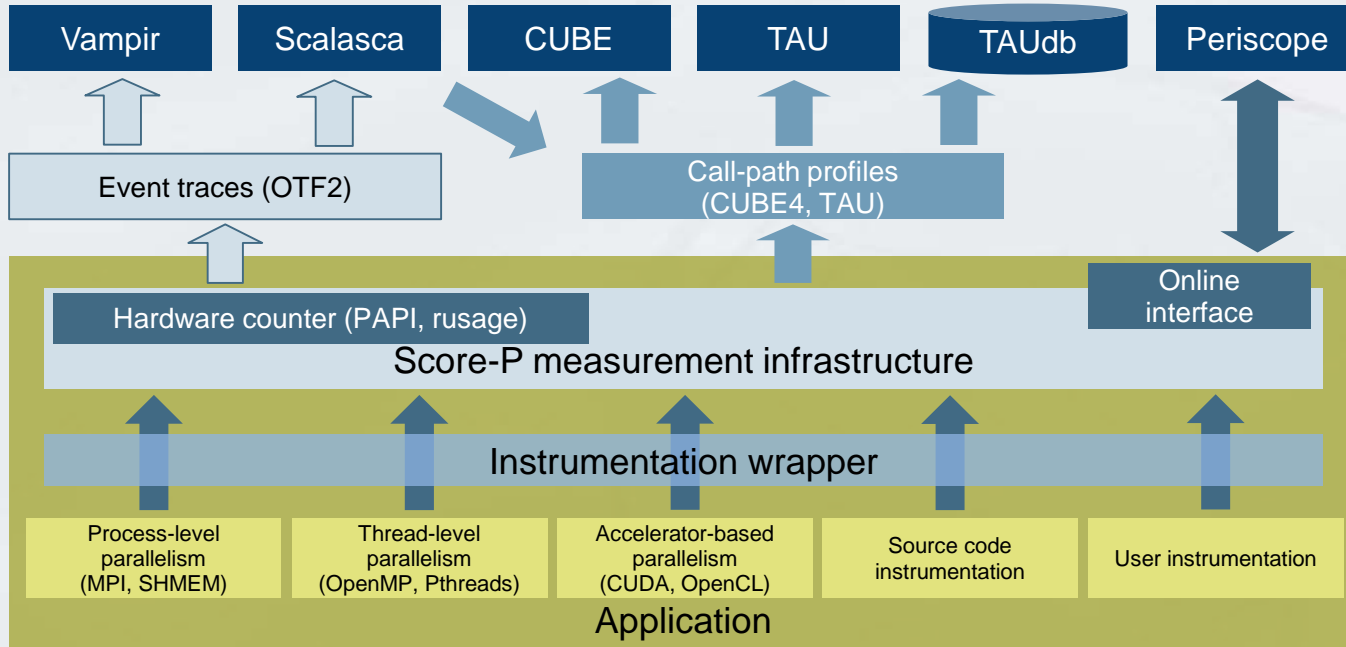 Vampir
Scalasca
CUBE
TAU
TAUdb
Periscope
Event traces (OTF2)
Call-path profiles
(CUBE4, TAU)
Online
interface
Hardware counter (PAPI, rusage)
Score-P measurement infrastructure
Instrumentation wrapper
Process-level
parallelism
(MPI, SHMEM)
Thread-level
parallelism
(OpenMP, Pthreads)
Accelerator-based
parallelism
(CUDA, OpenCL)
Source code
instrumentation
User instrumentation
Application